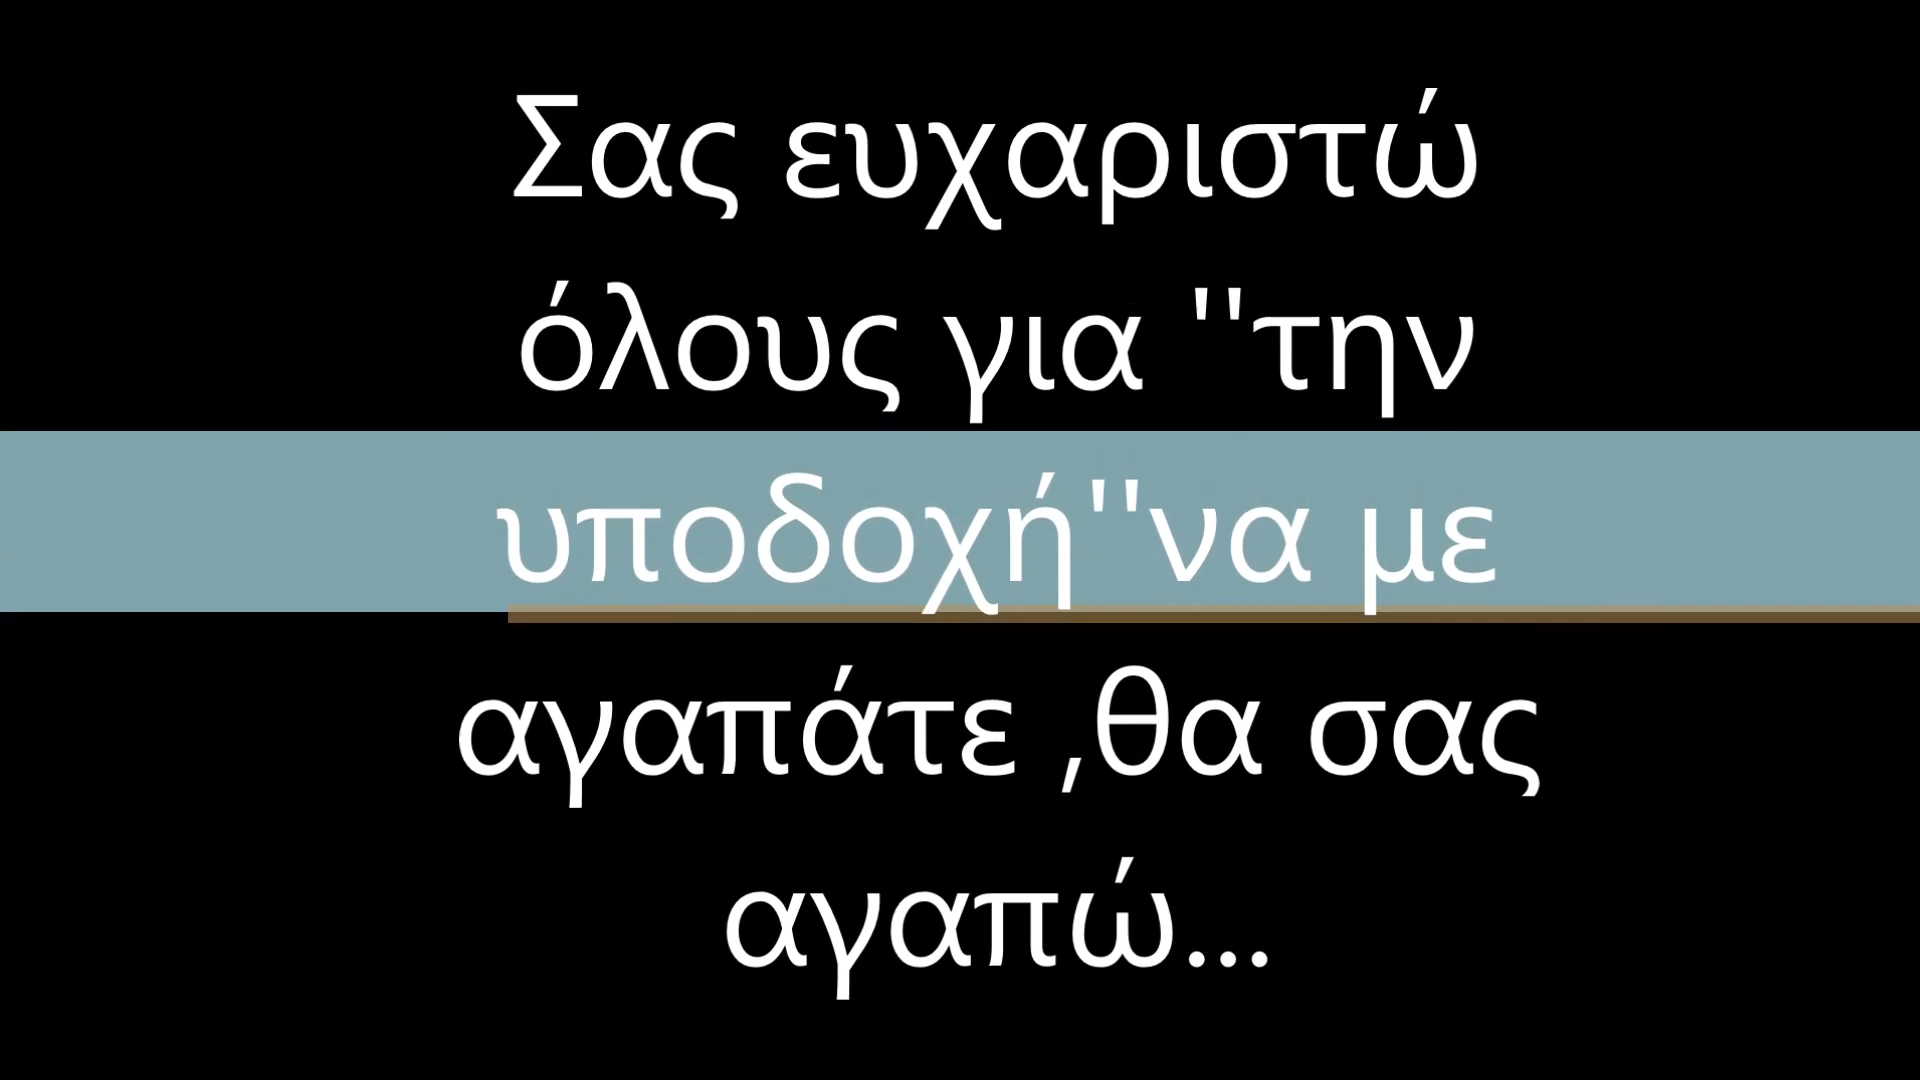 Σας ευχαριστώ
όλους για ''την
υποδοχή''να με
αγαπάτε ,θα σας
αγαπώ...